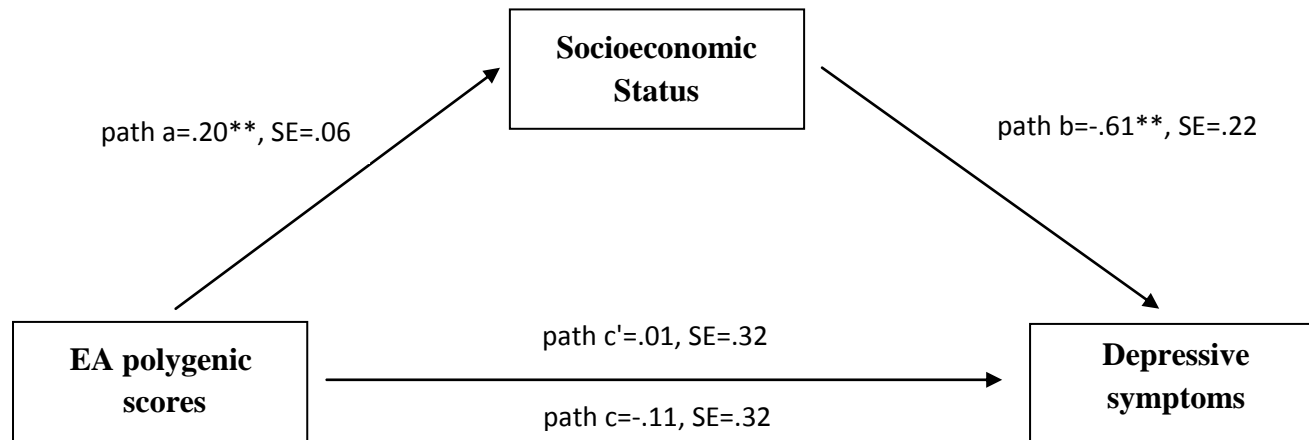 Socioeconomic
Status
path a=.20**, SE=.06
path b=-.61**, SE=.22
EA polygenic
scores
path c'=.01, SE=.32
path c=-.11, SE=.32
Depressive
symptoms